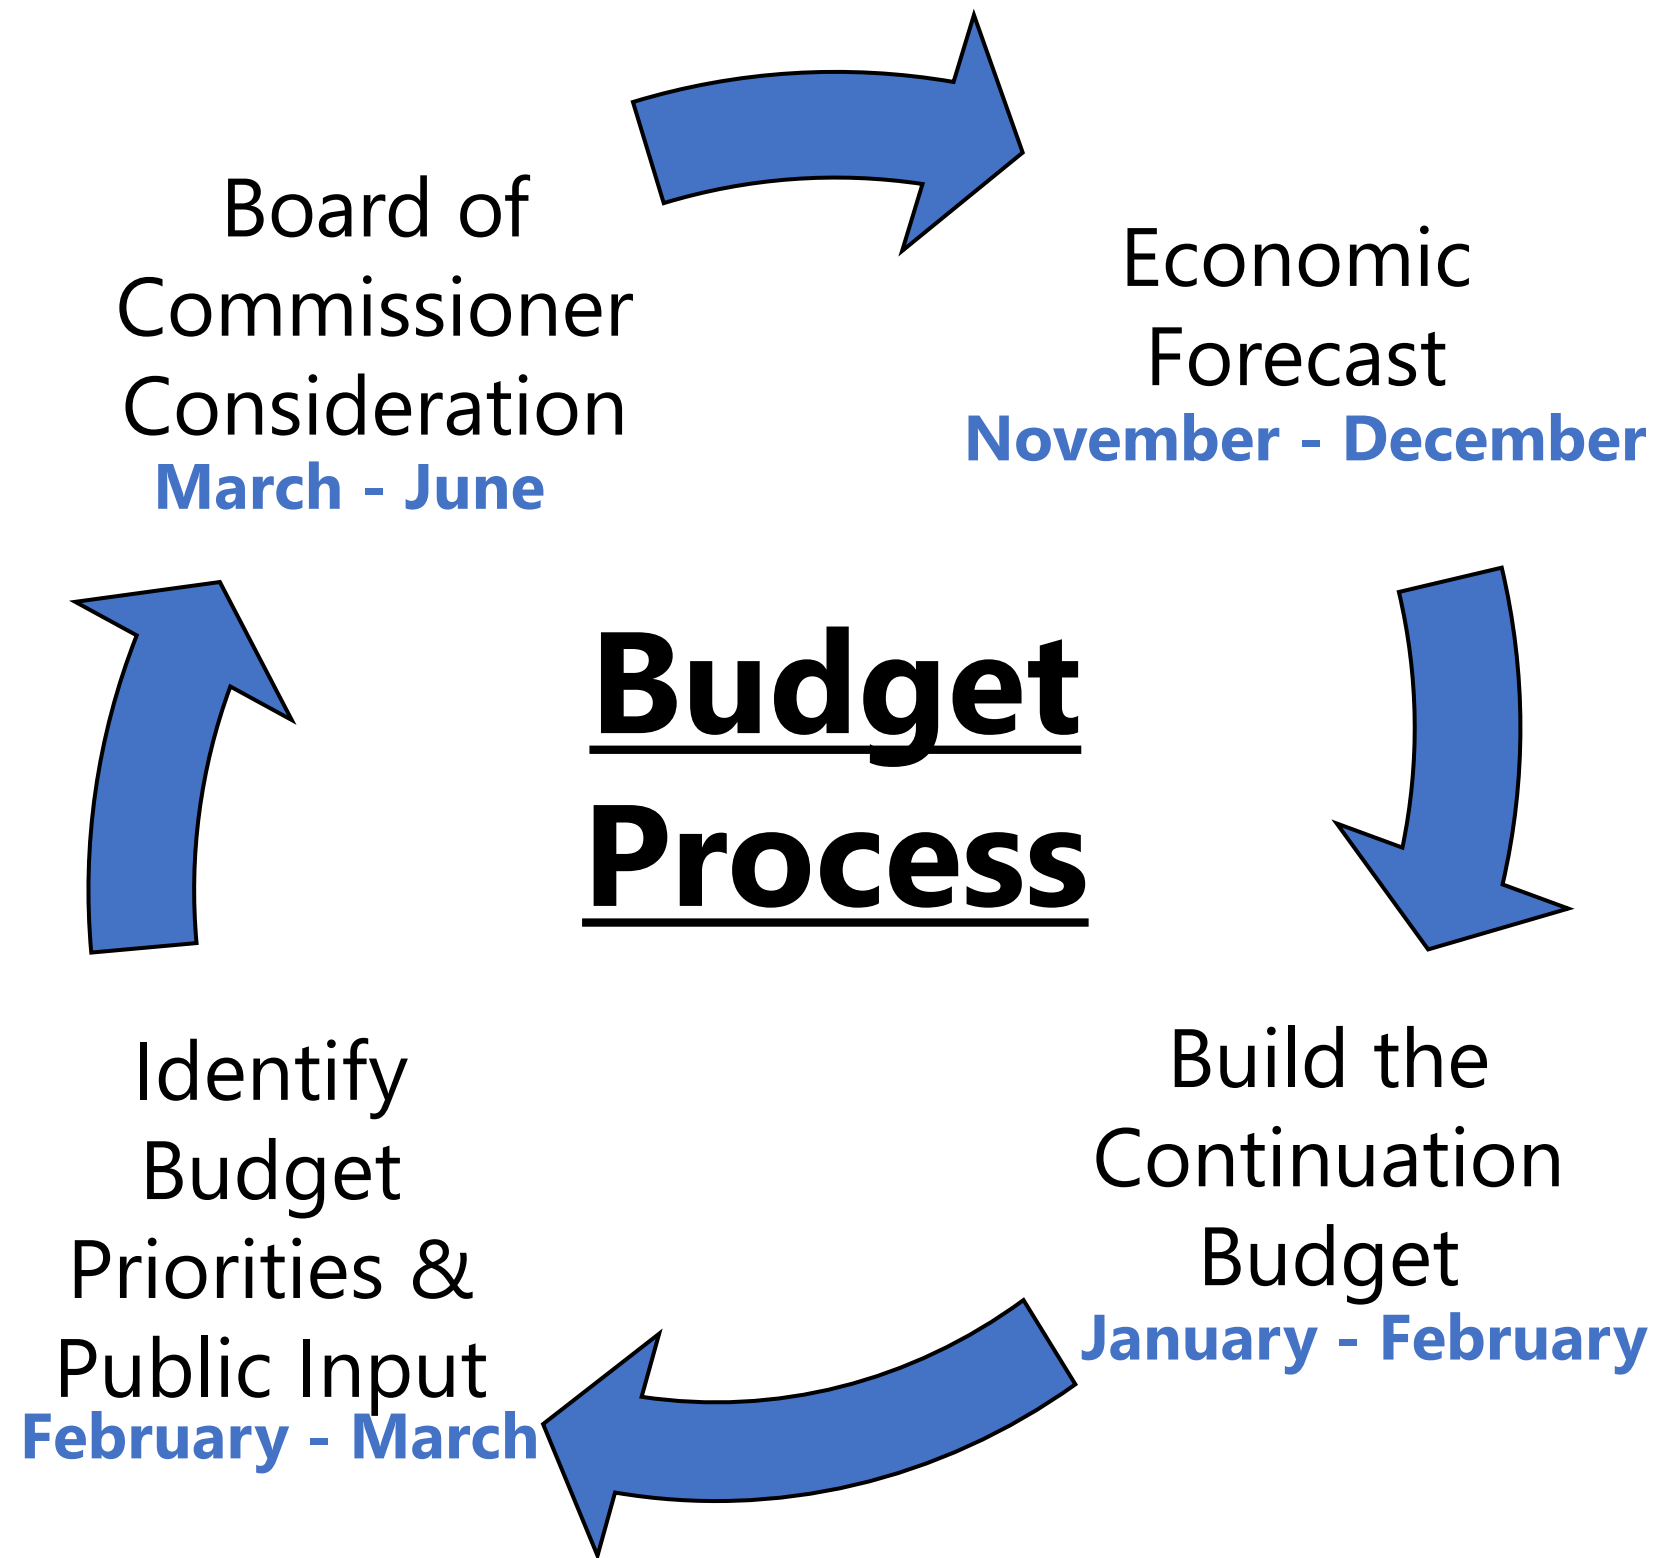 Board of
Commissioner
Consideration
March - June
Economic
Forecast
November - December
Budget
Process
Identify
Budget
Priorities &
Public Input
February - March
Build the
Continuation
Budget
January - February